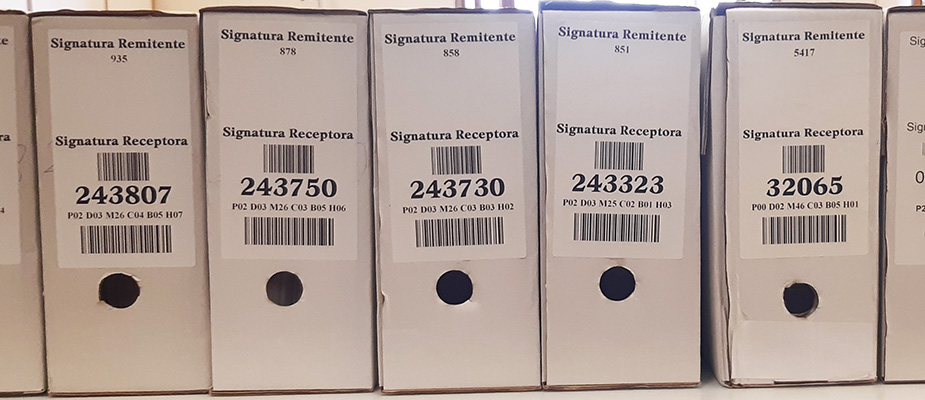 Signatura Remitente
935
Signatura Receptora
243807
P02 D03 M26 C04 B05 H07
Signatura Remitente
878
Signatura Receptora
243750
P02 D03 M26 C03 B05 H06
Signatura Remitente
858
Signatura Receptora
243730
P02 D03 M26 C03 B03 H02
Signatura Remitente
851
Signatura Receptora
243323
P02 D03 M25 C02 B01 H03
Signatura Remitente
5417
Signatura Receptora
32065
P00 D02 M46 C03 B05 H01